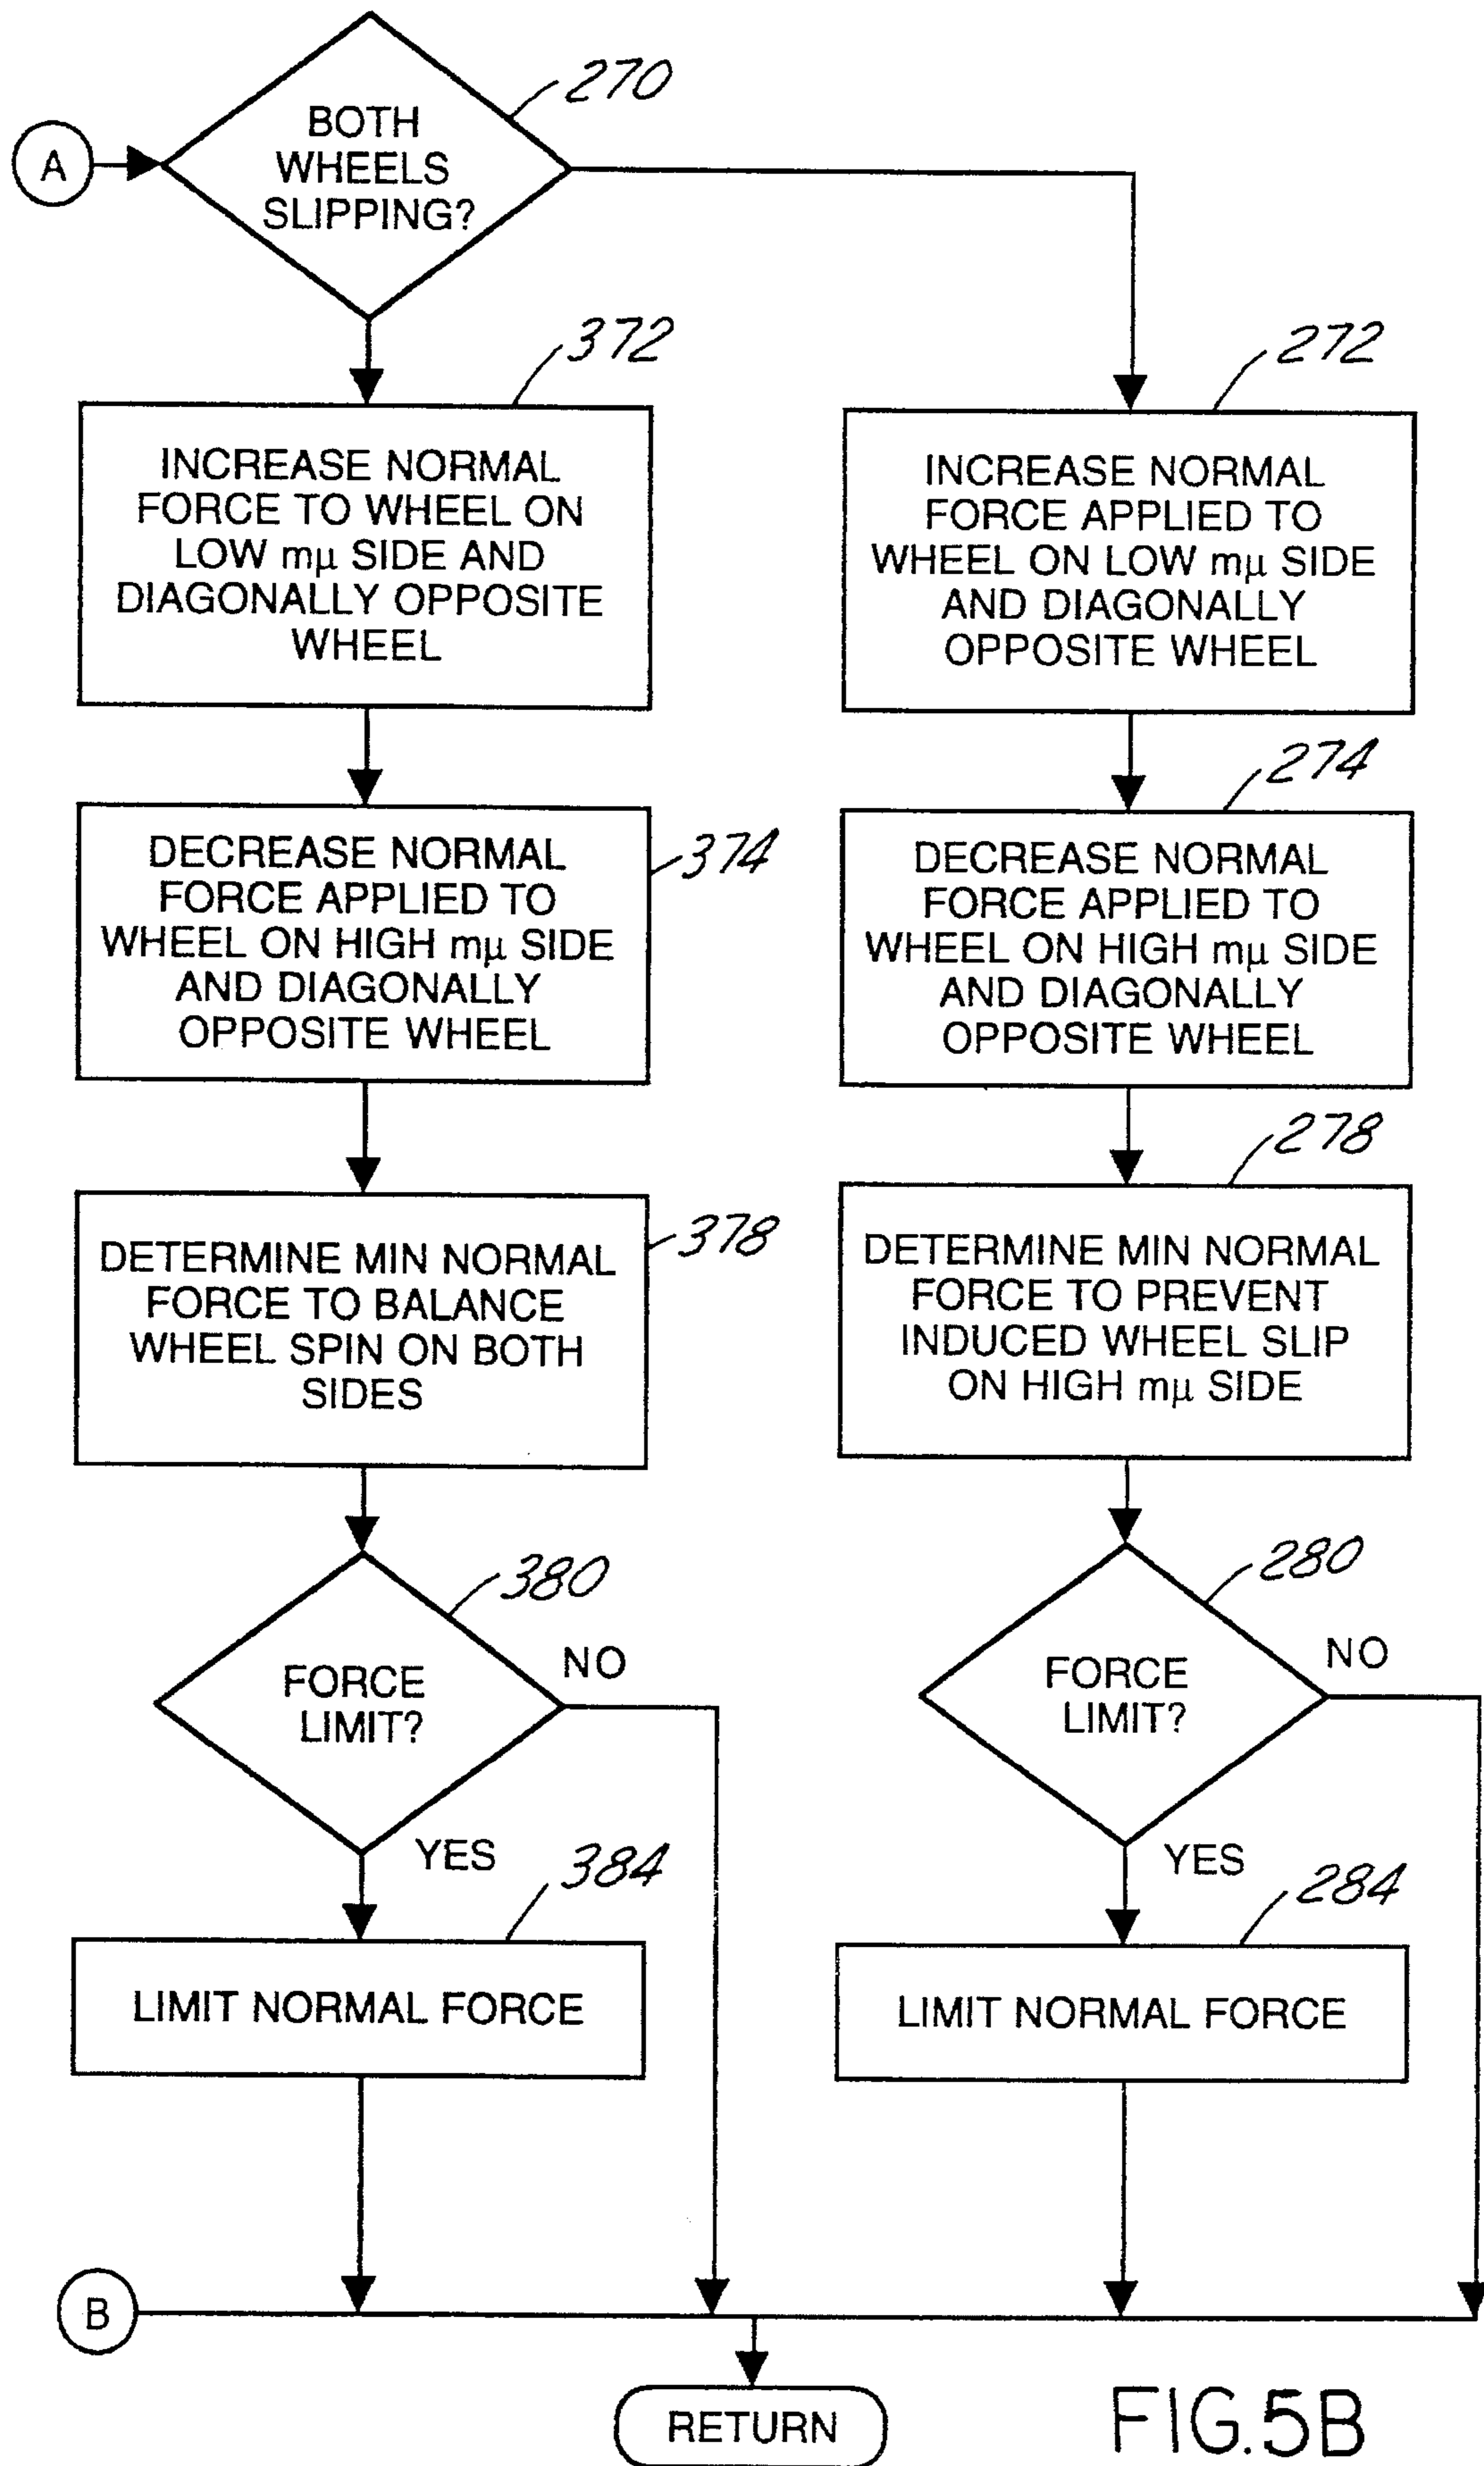 270
A
BOTH
WHEELS
SLIPPING?
372
INCREASE NORMAL
FORCE TO WHEEL ON
LOW mµ SIDE AND
DIAGONALLY OPPOSITE
WHEEL
374
DECREASE NORMAL
FORCE APPLIED TO
WHEEL ON HIGH mµ SIDE
AND DIAGONALLY
OPPOSITE WHEEL
378
DETERMINE MIN NORMAL
FORCE TO BALANCE
WHEEL SPIN ON BOTH
SIDES
380
FORCE
LIMIT?
NO
YES
384
LIMIT NORMAL FORCE
272
INCREASE NORMAL
FORCE APPLIED TO
WHEEL ON LOW mµ SIDE
AND DIAGONALLY
OPPOSITE WHEEL
274
DECREASE NORMAL
FORCE APPLIED TO
WHEEL ON HIGH mµ SIDE
AND DIAGONALLY
OPPOSITE WHEEL
278
DETERMINE MIN NORMAL
FORCE TO PREVENT
INDUCED WHEEL SLIP
ON HIGH mµ SIDE
280
FORCE
LIMIT?
NO
YES
284
LIMIT NORMAL FORCE
B
RETURN
FIG.5B